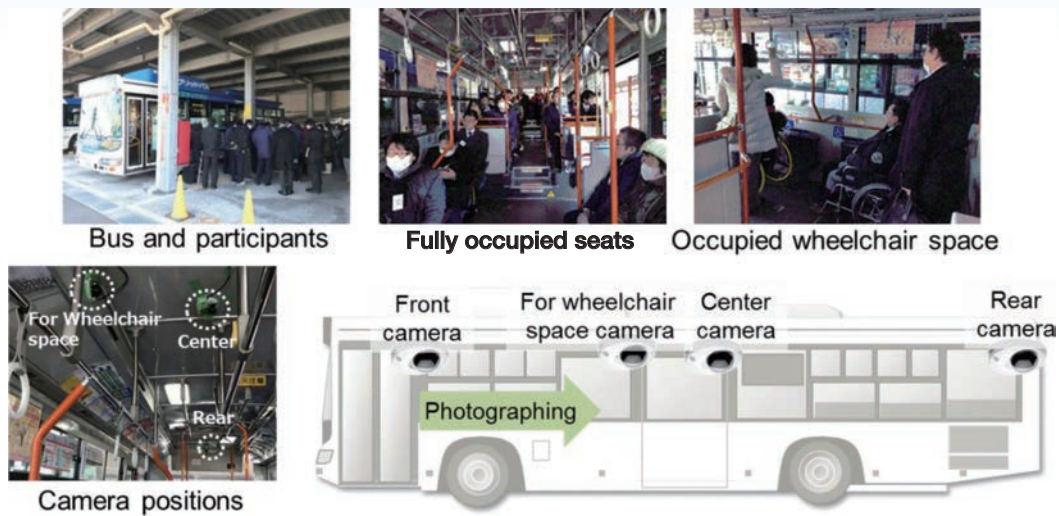 Bus and participants
Fully occupied seats
Occupied wheelchair space
For Wheelchair
space
Center
Rear
Camera positions
Front
camera
For wheelchair
space camera
Center
camera
Rear
camera
Photographing